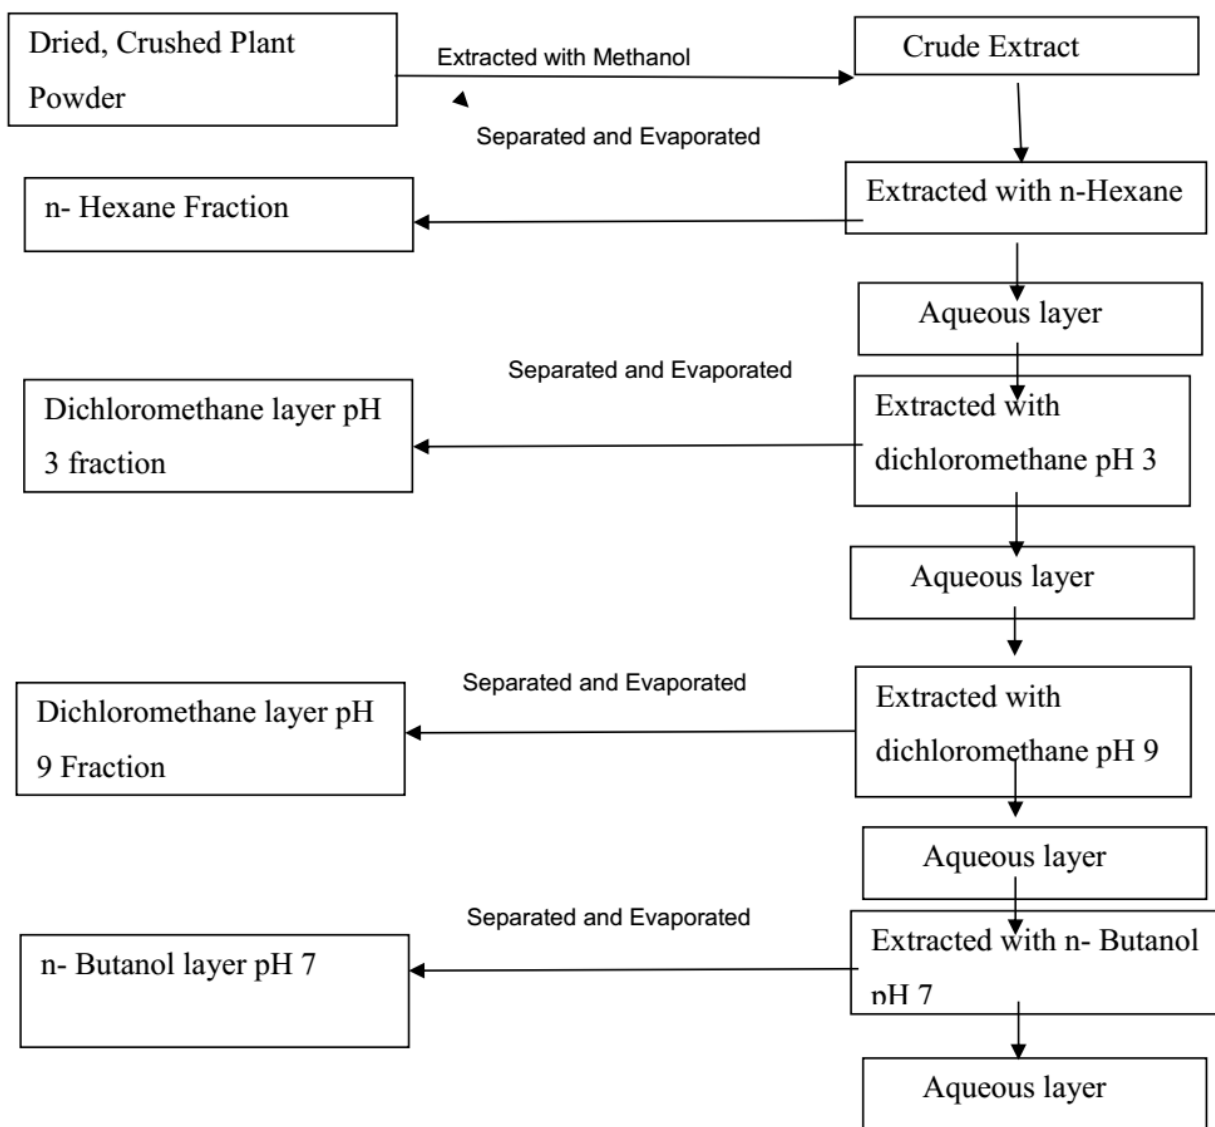 Dried, Crushed Plant
Powder
Extracted with Methanol
Crude Extract
Separated and Evaporated
n- Hexane Fraction
Extracted with n-Hexane
Aqueous layer
Separated and Evaporated
Dichloromethane layer pH
3 fraction
Extracted with
dichloromethane pH 3
Aqueous layer
Separated and Evaporated
Dichloromethane layer pH
9 Fraction
Extracted with
dichloromethane pH 9
Aqueous layer
Separated and Evaporated
n- Butanol layer pH 7
Extracted with n- Butanol
pH 7
Aqueous layer